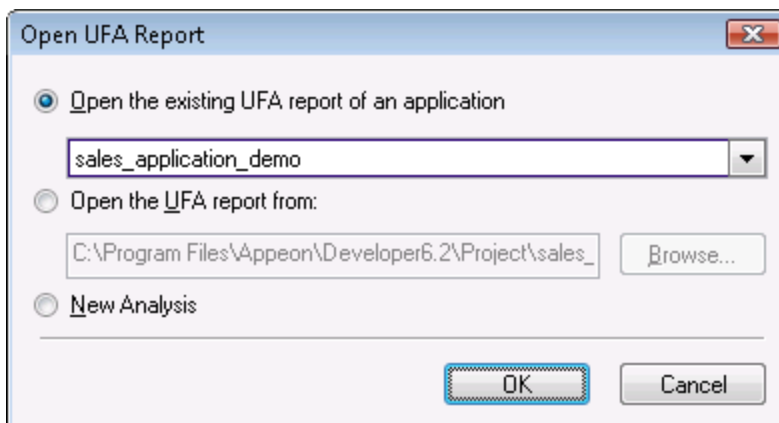 Open UFA Report
Open the existing UFA report of an application
sales_application_demo
Open the UFA report from:
C:\Program Files\Appeon\Developer6.2\Project\sales_
Browse...
New Analysis
OK
Cancel